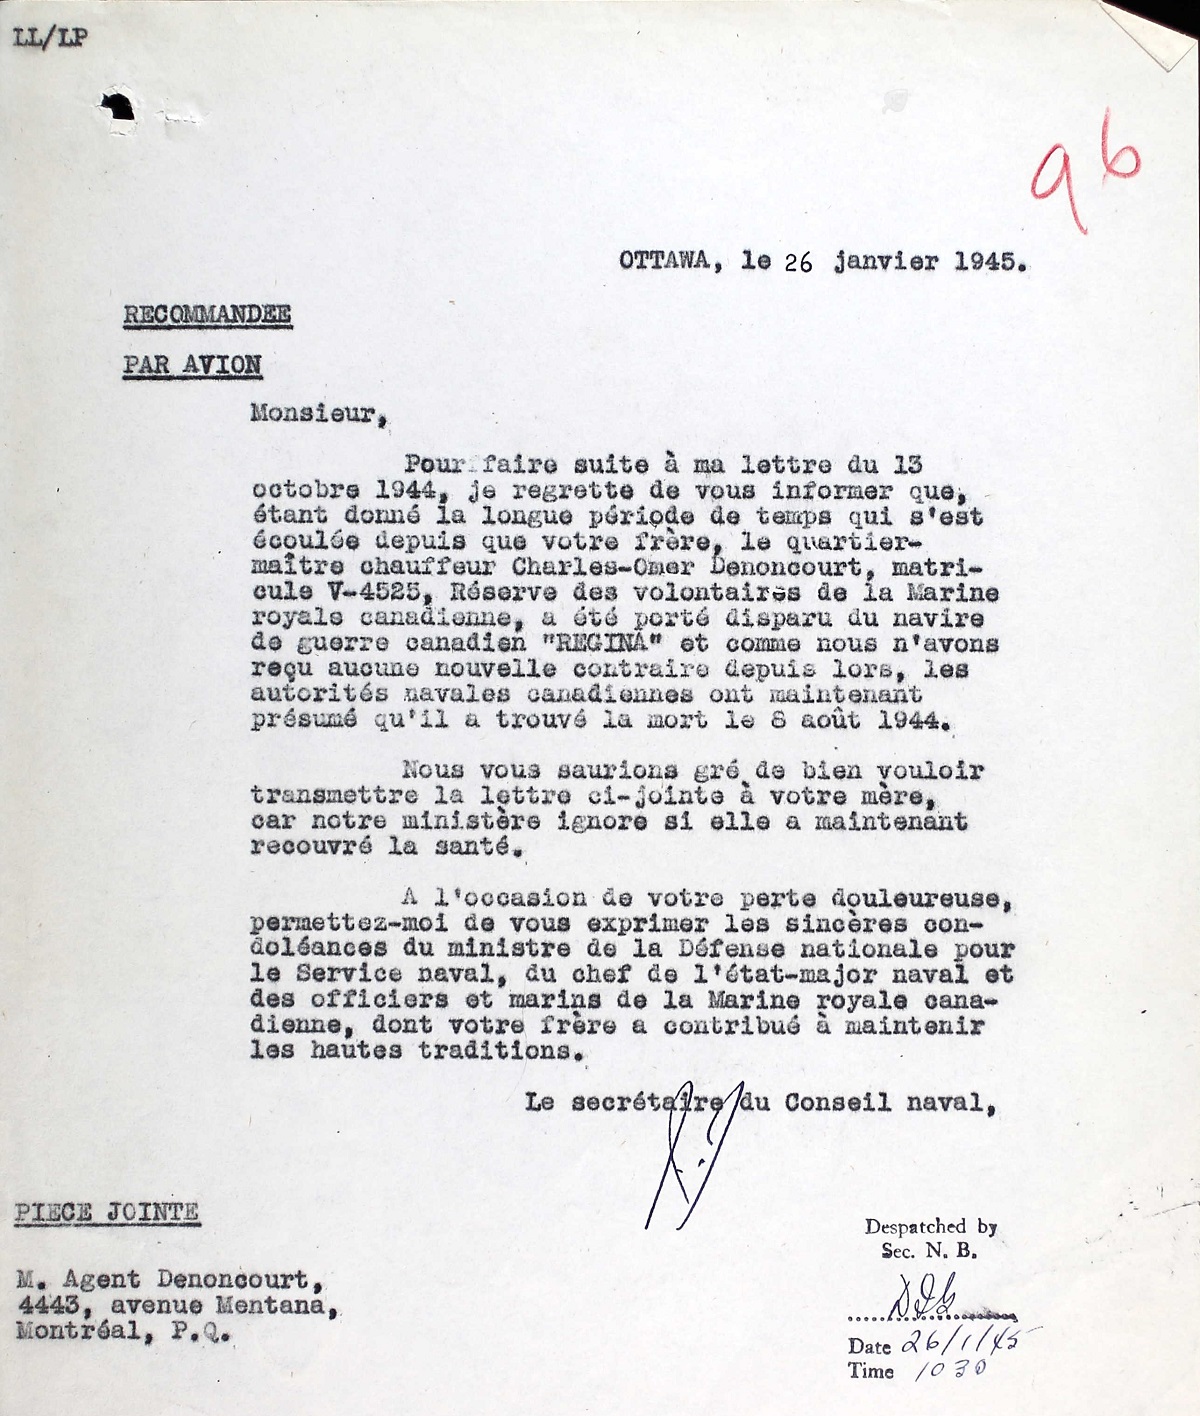 LL/LP
96
OTTAWA, le 26 janvier 1945.
RECOMMANDEE
PAR AVION
Monsieur,
Pour faire suite à ma lettre du 13
octobre 1944, je regrette de vous informer que,
étant donné la longue période de temps qui s'est
écoulée depuis que votre frère, le quartier-
maître chauffeur Charles-Omer Denoncourt, matri-
cule V-4525, Réserve des volontaires de la Marine
royale canadienne, a été porté disparu du navire
de guerre canadien "REGINA" et comme nous n'avons
reçu aucune nouvelle contraire depuis lors, les
autorités navales canadiennes ont maintenant
présumé qu'il a trouvé la mort le 8 août 1944.
Nous vous saurions gré de bien vouloir
transmettre la lettre ci-jointe à votre mère,
car notre ministère ignore si elle a maintenant
recouvré la santé.
A l'occasion de votre perte douleureuse,
permettez-moi de vous exprimer les sincères con-
doléances du ministre de la Défense nationale pour
le Service naval, du chef de l'état-major naval et
des officiers et marins de la Marine royale cana-
dienne, dont votre frère a contribué à maintenir
les hautes traditions.
Le secrétaire du Conseil naval,
PIECE JOINTE
M. Agent Denoncourt,
4443, avenue Mentana,
Montréal, P.Q.
Despatched by
Sec. N. B.
Date 26/1/45
Time 1030